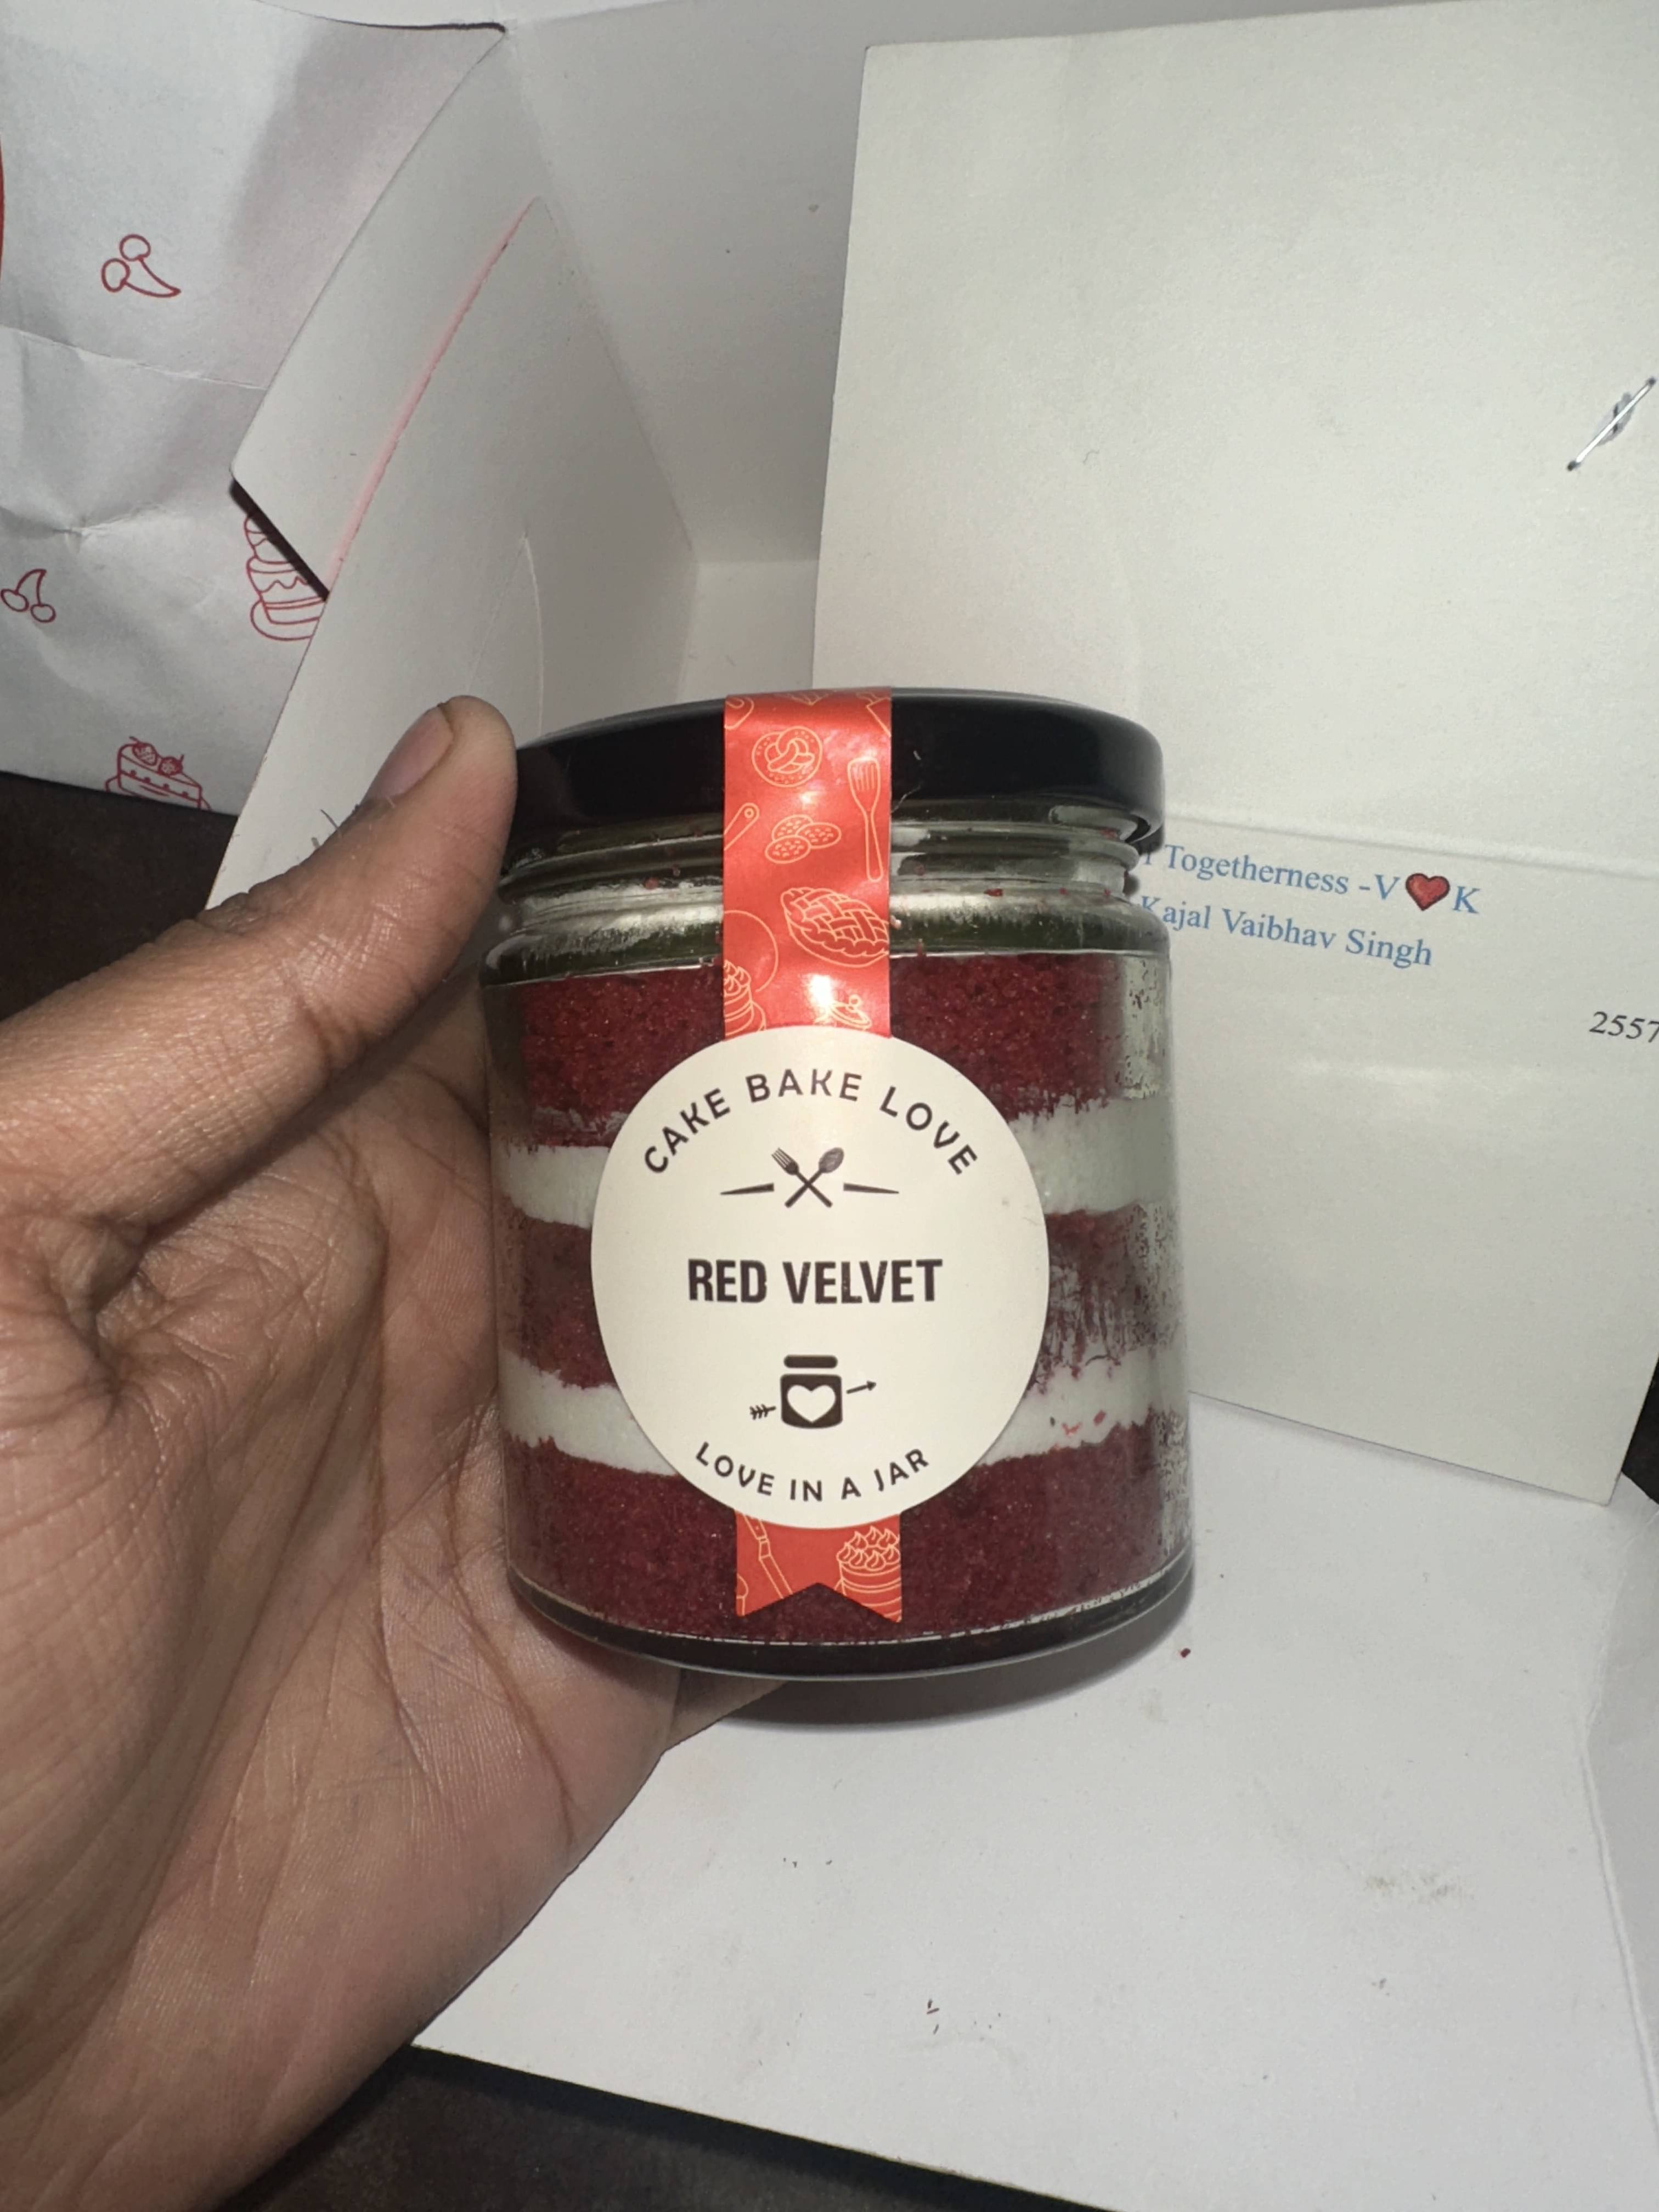 Togetherness -V❤K
Kajal Vaibhav Singh
2557
CAKE BAKE LOVE
RED VELVET
LOVE IN A JAR